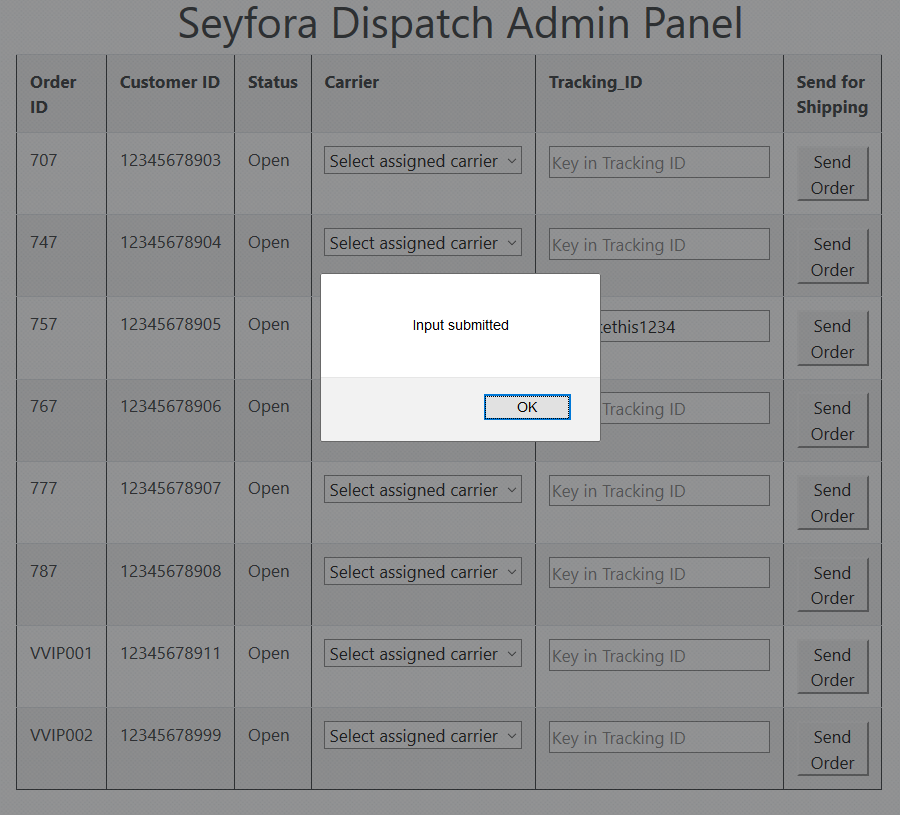 Seyfora Dispatch Admin Panel
Order ID Customer ID Status Carrier Tracking_ID Send for Shipping
707 12345678903 Open Select assigned carrier Key in Tracking ID Send Order
747 12345678904 Open Select assigned carrier Key in Tracking ID Send Order
757 12345678905 Open ethis1234 Send Order
Input submitted
767 12345678906 Open Tracking ID Send Order
OK
777 12345678907 Open Select assigned carrier Key in Tracking ID Send Order
787 12345678908 Open Select assigned carrier Key in Tracking ID Send Order
VVIP001 12345678911 Open Select assigned carrier Key in Tracking ID Send Order
VVIP002 12345678999 Open Select assigned carrier Key in Tracking ID Send Order